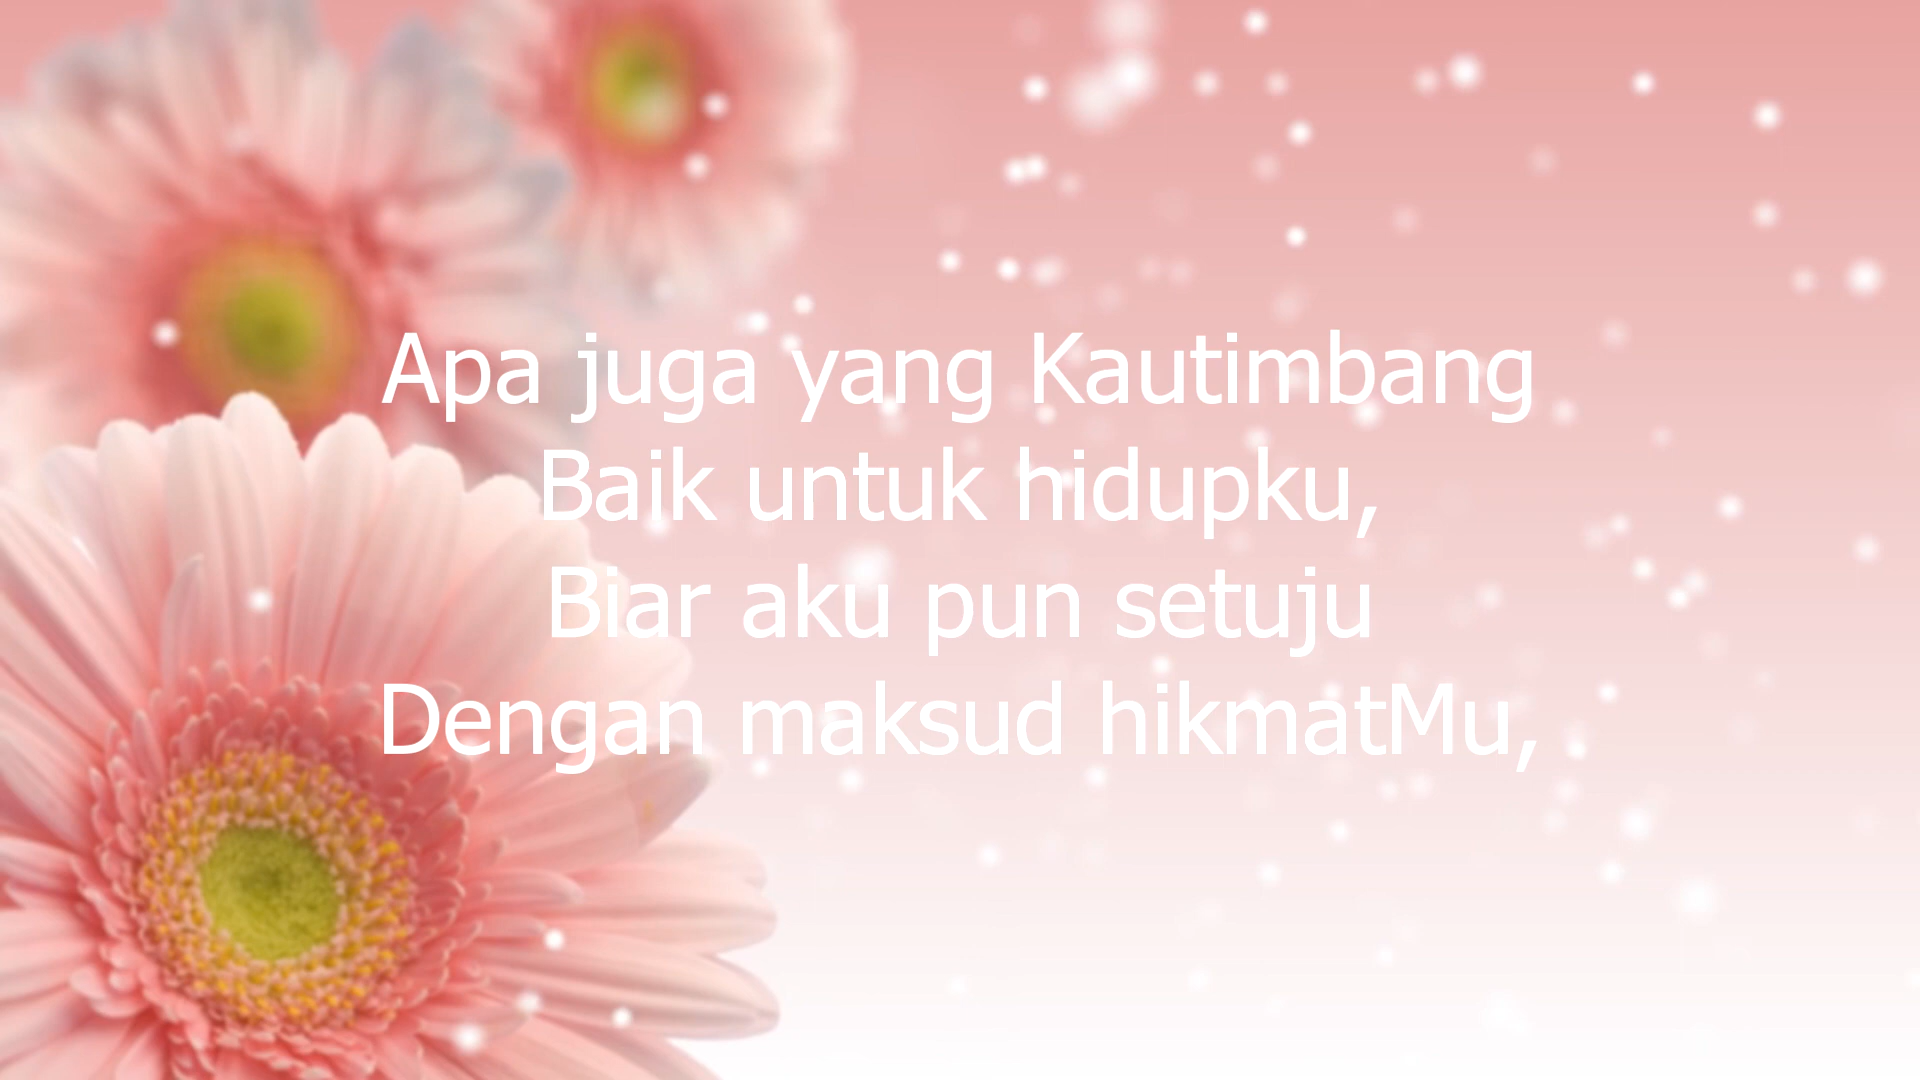 Apa juga yang Kautimbang
Baik untuk hidupku,
Biar aku pun setuju
Dengan maksud hikmatMu,